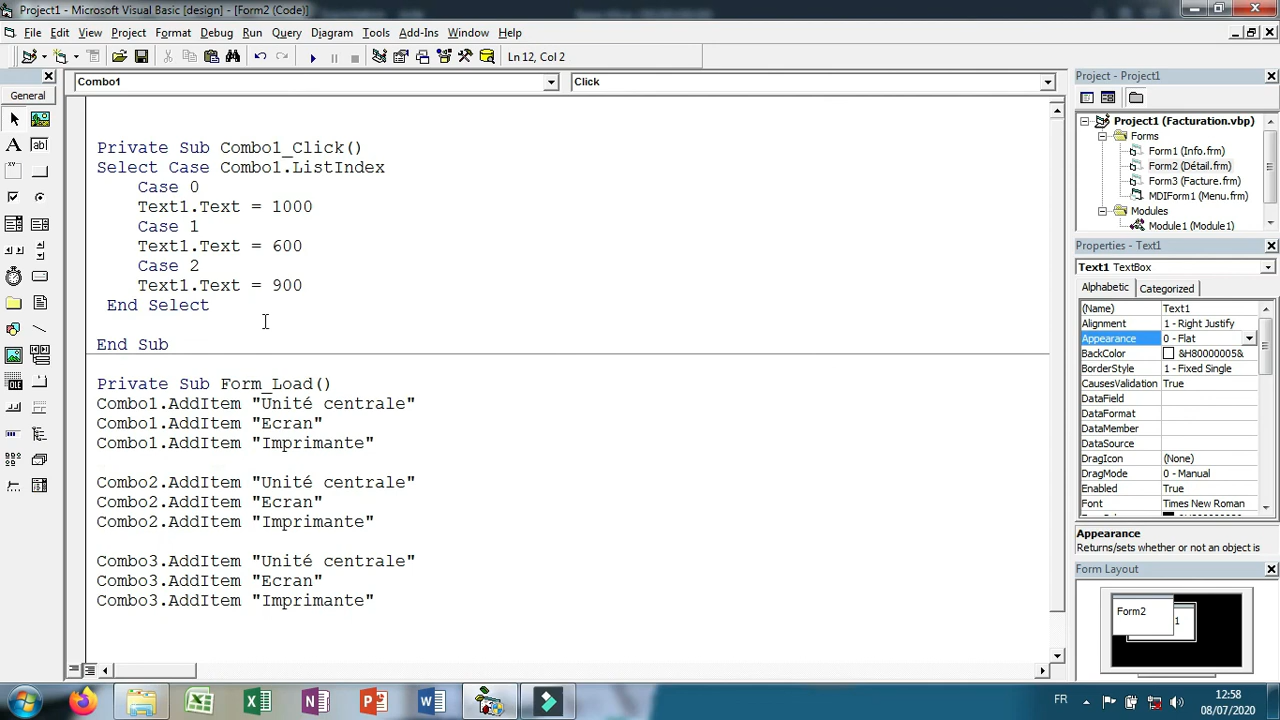 Project1 - Microsoft Visual Basic [design] - [Form2 (Code)]
File Edit View Project Format Debug Run Query Diagram Tools Add-Ins Window Help
Ln 12, Col 2
General
Combo1 Click
Private Sub Combo1_Click()
Select Case Combo1.ListIndex
Case 0
Text1.Text = 1000
Case 1
Text1.Text = 600
Case 2
Text1.Text = 900
End Select
End Sub
Private Sub Form_Load()
Combo1.AddItem "Unité centrale"
Combo1.AddItem "Ecran"
Combo1.AddItem "Imprimante"
Combo2.AddItem "Unité centrale"
Combo2.AddItem "Ecran"
Combo2.AddItem "Imprimante"
Combo3.AddItem "Unité centrale"
Combo3.AddItem "Ecran"
Combo3.AddItem "Imprimante"
Project - Project1
Project1 (Facturation.vbp)
Forms
Form1 (Info.frm)
Form2 (Détail.frm)
Form3 (Facture.frm)
MDIForm1 (Menu.frm)
Modules
Module1 (Module1)
Properties - Text1
Text1 TextBox
Alphabetic Categorized
(Name) Text1
Alignment 1 - Right Justify
Appearance 0 - Flat
BackColor &H80000005&
BorderStyle 1 - Fixed Single
CausesValidation True
DataField
DataFormat
DataMember
DataSource
DragIcon (None)
DragMode 0 - Manual
Enabled True
Font Times New Roman
Appearance
Returns/sets whether or not an object is
Form Layout
Form2
1
FR
12:58
08/07/2020